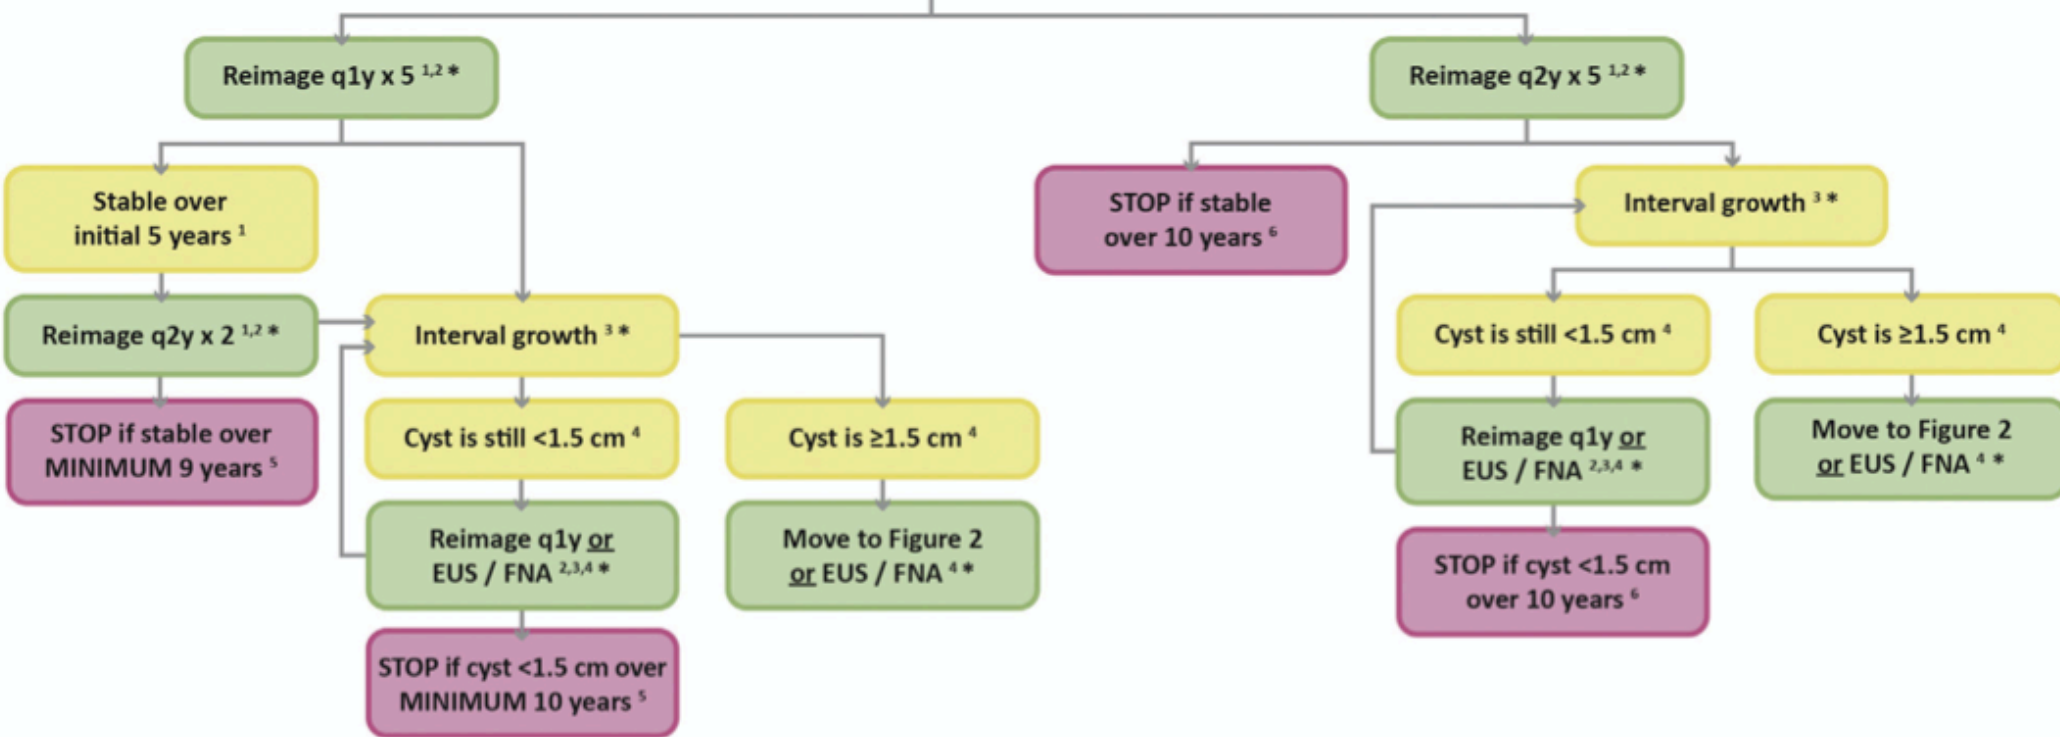 Reimage q1y x 5 1,2 *
Reimage q2y x 5 1,2 *
Stable over
initial 5 years 1
STOP if stable
over 10 years 6
Interval growth 3 *
Reimage q2y x 2 1,2 *
Interval growth 3 *
Cyst is still <1.5 cm 4
Cyst is ≥1.5 cm 4
STOP if stable over
MINIMUM 9 years 5
Cyst is still <1.5 cm 4
Cyst is ≥1.5 cm 4
Reimage q1y or
EUS / FNA 2,3,4 *
Move to Figure 2
or EUS / FNA 4 *
Reimage q1y or
EUS / FNA 2,3,4 *
Move to Figure 2
or EUS / FNA 4 *
STOP if cyst <1.5 cm
over 10 years 6
STOP if cyst <1.5 cm over
MINIMUM 10 years 5